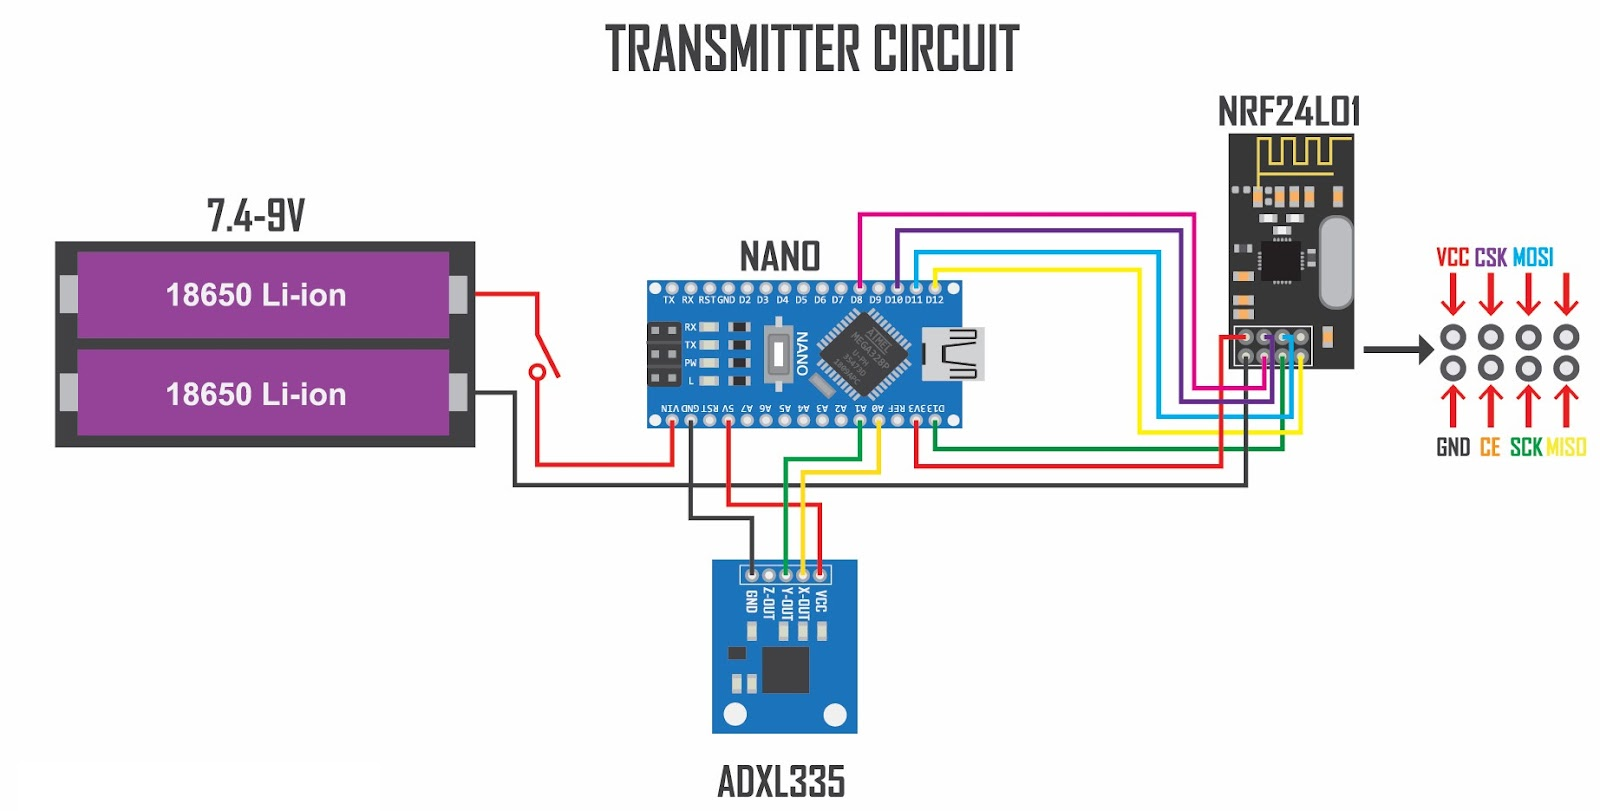 TRANSMITTER CIRCUIT
NRF24L01
7.4-9V
NANO
18650 Li-ion
18650 Li-ion
TX RX RST GND D2 D3 D4 D5 D6 D7 D8 D9 D10 D11 D12
RX
TX
PW
L
NANO
ATMEL
MEGA328P
VIN GND RST 5V A7 A6 A5 A4 A3 A2 A1 A0 REF 3V3 D13
VCC CSK MOSI
GND CE SCK MISO
GND
Z-OUT
Y-OUT
X-OUT
VCC
ADXL335